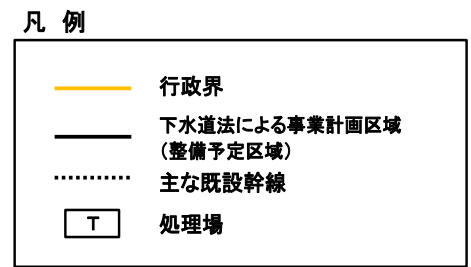 凡 例
行政界
下水道法による事業計画区域
（整備予定区域）
主な既設幹線
T 処理場